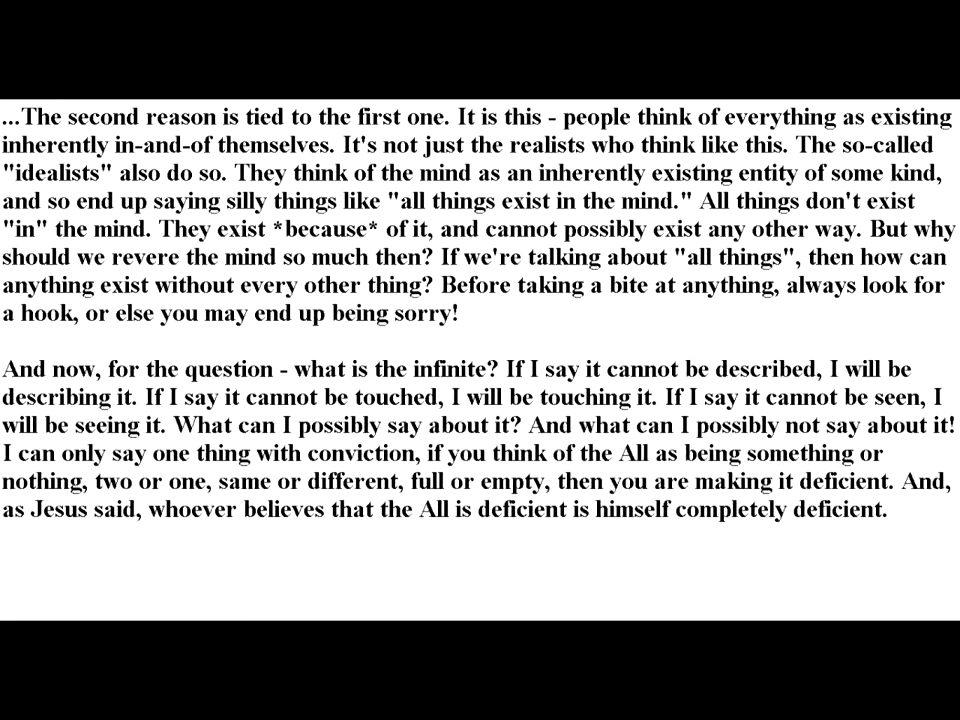 ...The second reason is tied to the first one. It is this - people think of everything as existing
inherently in-and-of themselves. It's not just the realists who think like this. The so-called
"idealists" also do so. They think of the mind as an inherently existing entity of some kind,
and so end up saying silly things like "all things exist in the mind." All things don't exist
"in" the mind. They exist *because* of it, and cannot possibly exist any other way. But why
should we revere the mind so much then? If we're talking about "all things", then how can
anything exist without every other thing? Before taking a bite at anything, always look for
a hook, or else you may end up being sorry!
And now, for the question - what is the infinite? If I say it cannot be described, I will be
describing it. If I say it cannot be touched, I will be touching it. If I say it cannot be seen, I
will be seeing it. What can I possibly say about it? And what can I possibly not say about it!
I can only say one thing with conviction, if you think of the All as being something or
nothing, two or one, same or different, full or empty, then you are making it deficient. And,
as Jesus said, whoever believes that the All is deficient is himself completely deficient.